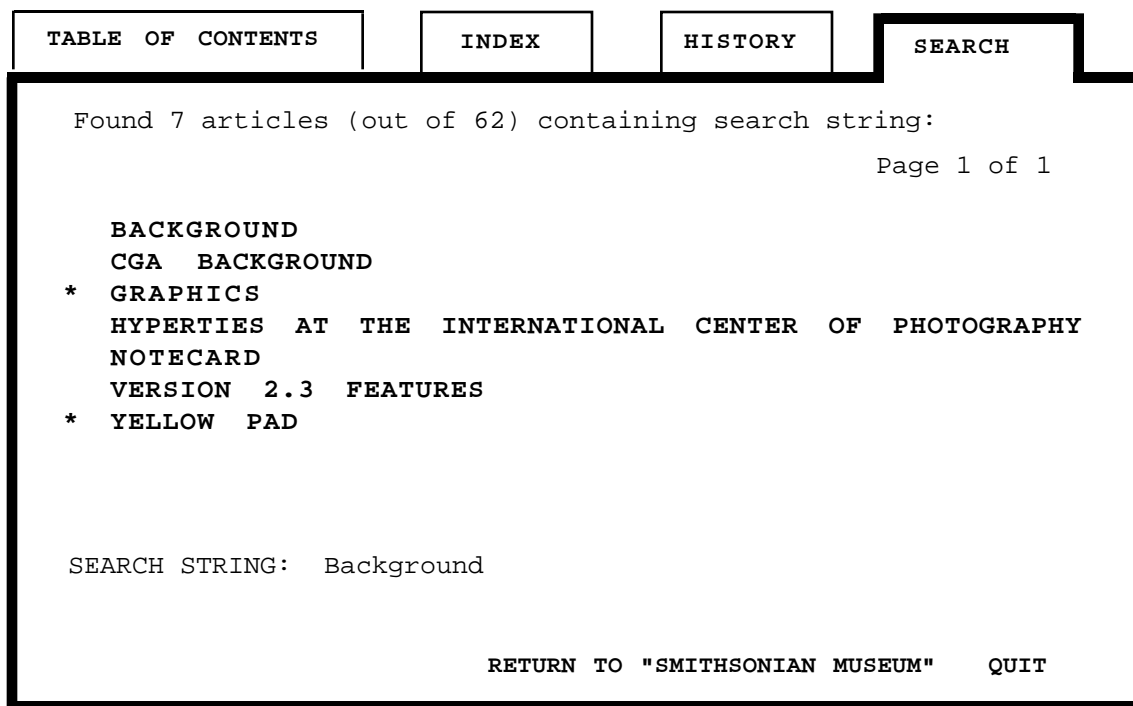 TABLE OF CONTENTS INDEX HISTORY SEARCH
Found 7 articles (out of 62) containing search string:
Page 1 of 1
BACKGROUND
CGA BACKGROUND
* GRAPHICS
HYPERTIES AT THE INTERNATIONAL CENTER OF PHOTOGRAPHY
NOTECARD
VERSION 2.3 FEATURES
* YELLOW PAD
SEARCH STRING: Background
RETURN TO "SMITHSONIAN MUSEUM" QUIT